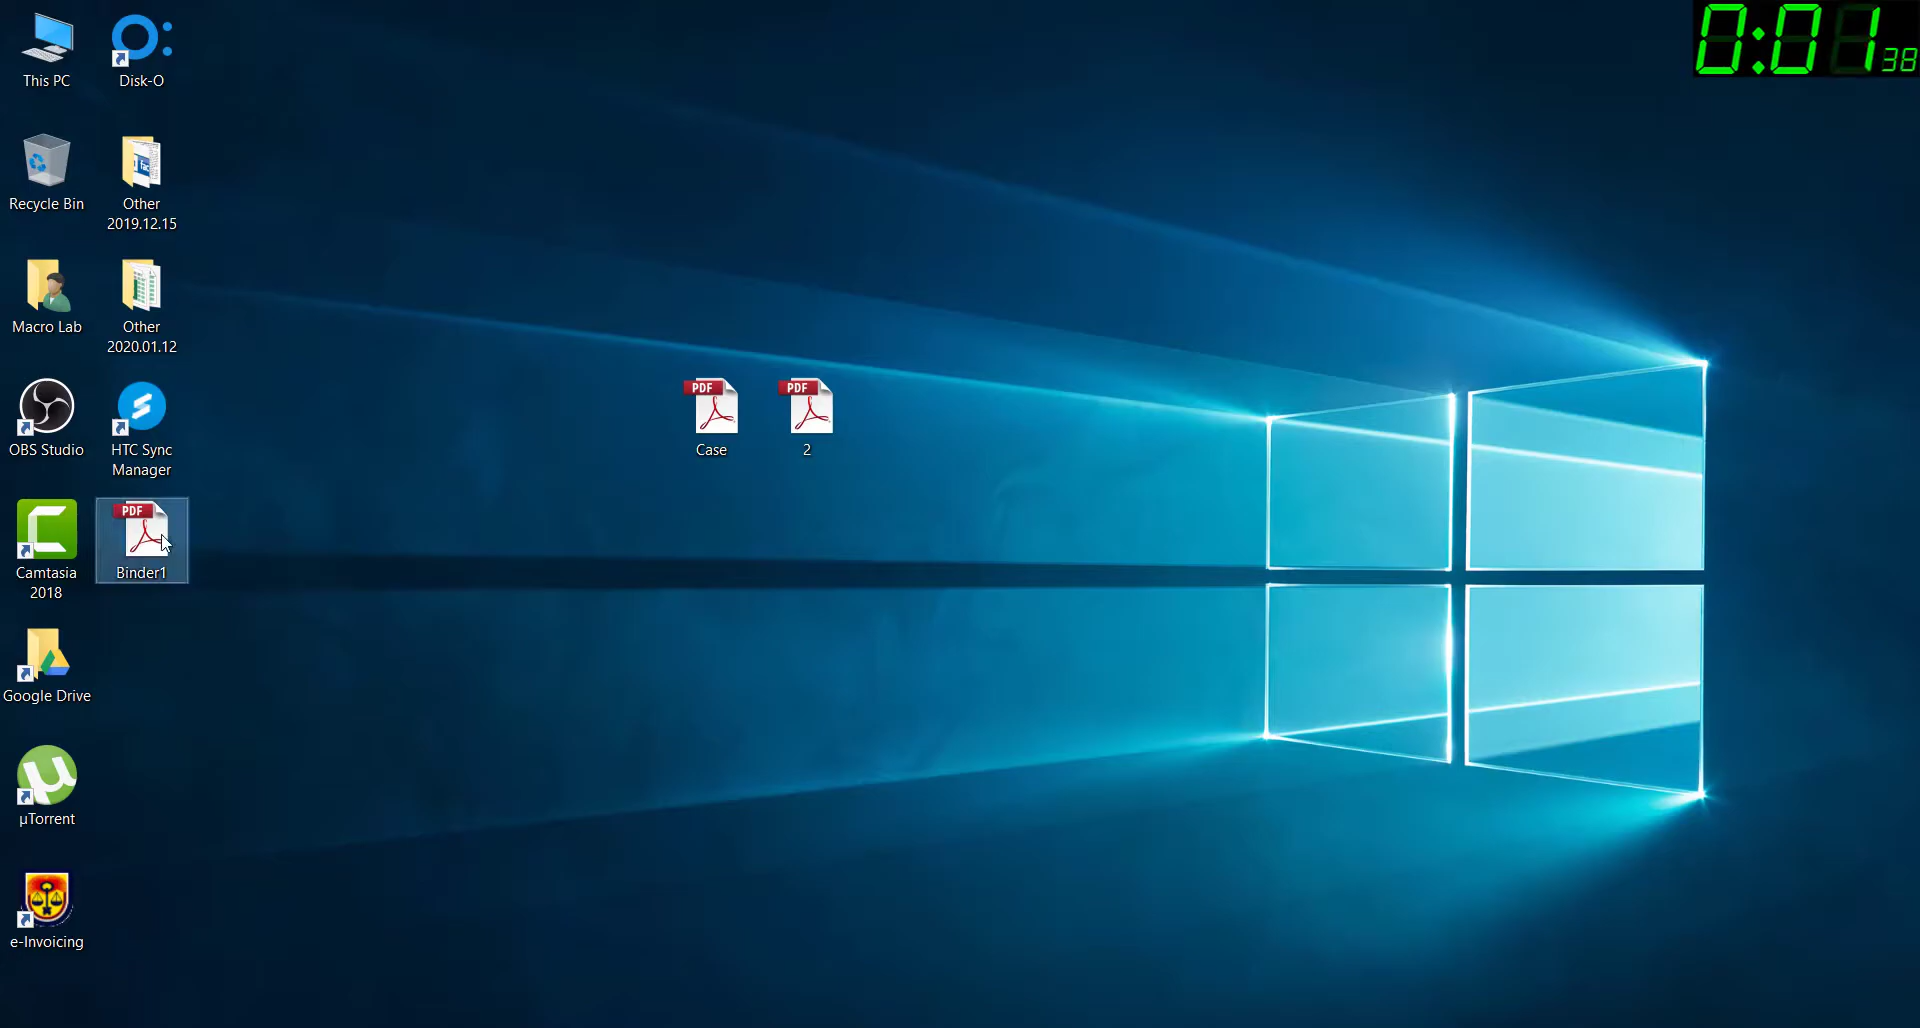 0:01 38
This PC
Disk-O
Recycle Bin
Other
2019.12.15
Macro Lab
Other
2020.01.12
OBS Studio
HTC Sync
Manager
PDF
Case
PDF
2
Camtasia
2018
PDF
Binder1
Google Drive
µTorrent
e-Invoicing